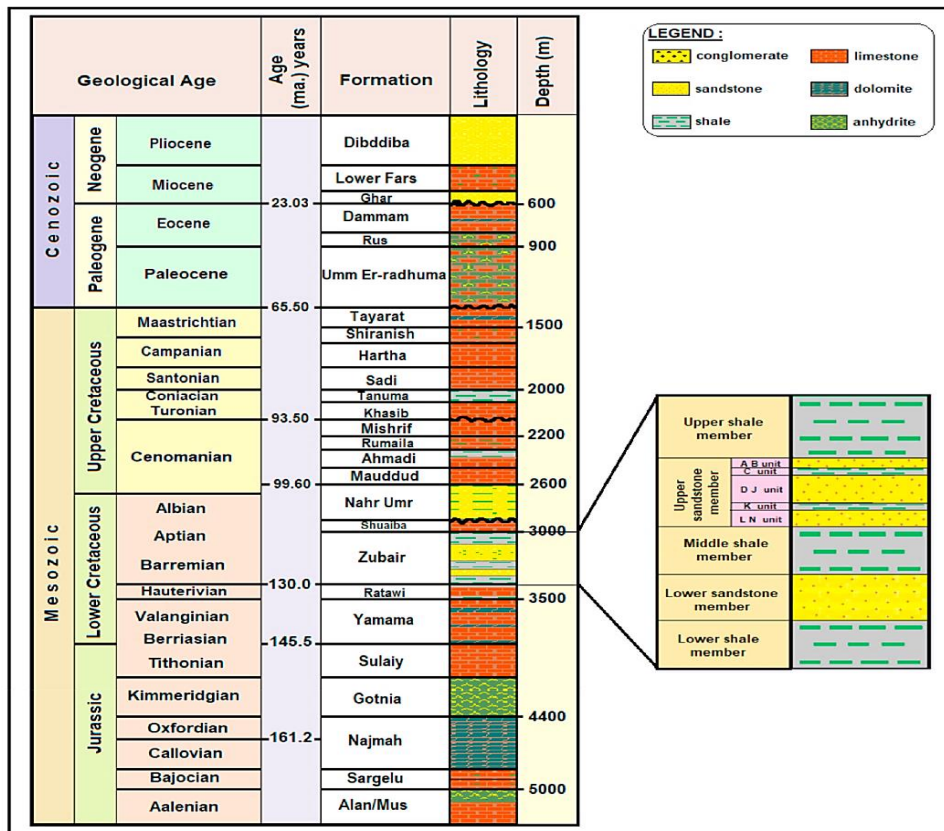 Geological Age
Age
(ma.) years
Formation
Lithology
Depth (m)
LEGEND :
conglomerate
limestone
sandstone
dolomite
shale
anhydrite
Cenozoic
Neogene
Pliocene
Dibddiba
Miocene
Lower Fars
Ghar
23.03
600
Paleogene
Eocene
Dammam
Rus
900
Paleocene
Umm Er-radhuma
65.50
Mesozoic
Upper Cretaceous
Maastrichtian
Tayarat
1500
Shiranish
Campanian
Hartha
Santonian
Sadi
2000
Coniacian
Tanuma
Turonian
Khasib
93.50
Mishrif
2200
Cenomanian
Rumaila
Ahmadi
Mauddud
99.60
2600
Lower Cretaceous
Albian
Nahr Umr
Shuaiba
3000
Aptian
Barremian
Zubair
130.0
Hauterivian
Ratawi
3500
Valanginian
Yamama
Berriasian
145.5
Jurassic
Tithonian
Sulaiy
Kimmeridgian
Gotnia
4400
Oxfordian
161.2
Najmah
Callovian
Bajocian
Sargelu
5000
Aalenian
Alan/Mus
Upper shale
member
Upper
sandstone
member
A B unit
C unit
D J unit
K unit
L N unit
Middle shale
member
Lower sandstone
member
Lower shale
member